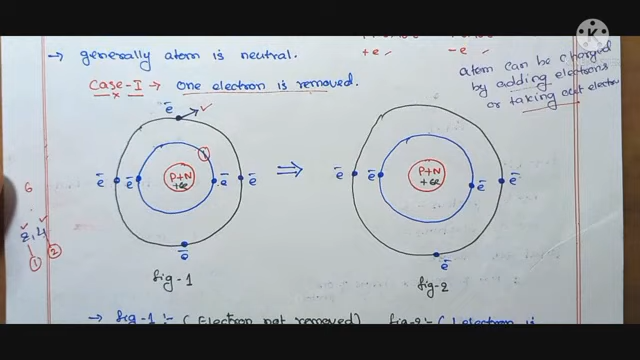 +e ✓ -e ✓
→ generally atom is neutral.
Case-I → One electron is removed.
atom can be charged
by adding electrons
or taking out electron
K
ē ✓
1
ē ē P+N ē ē
+6e
ē
⇒
ē ē P+N ē ē
+6e
ē
6
2,4
1 2
fig-1
fig-2
→ fig-1 :- (Electron not removed) fig-2:- (1 electron is